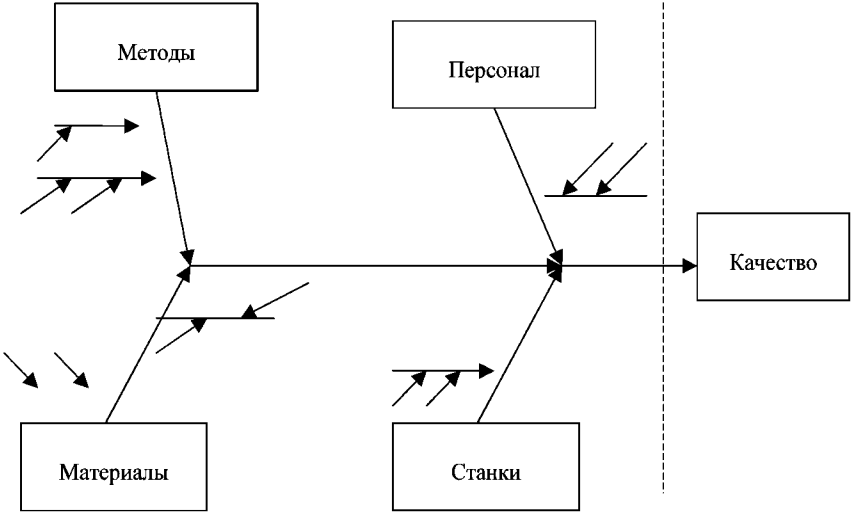 Методы
Персонал
Качество
Материалы
Станки